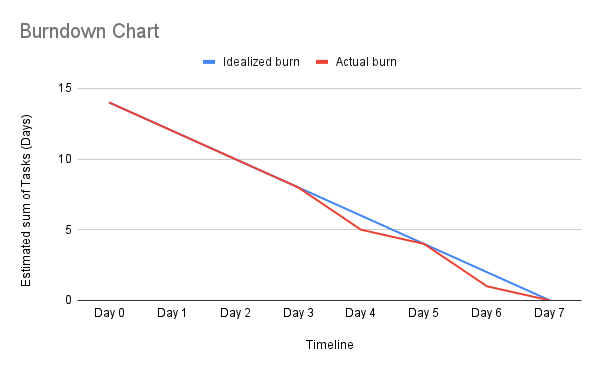 Burndown Chart
Idealized burn
Actual burn
Estimated sum of Tasks (Days)
15
10
5
0
Day 0
Day 1
Day 2
Day 3
Day 4
Day 5
Day 6
Day 7
Timeline